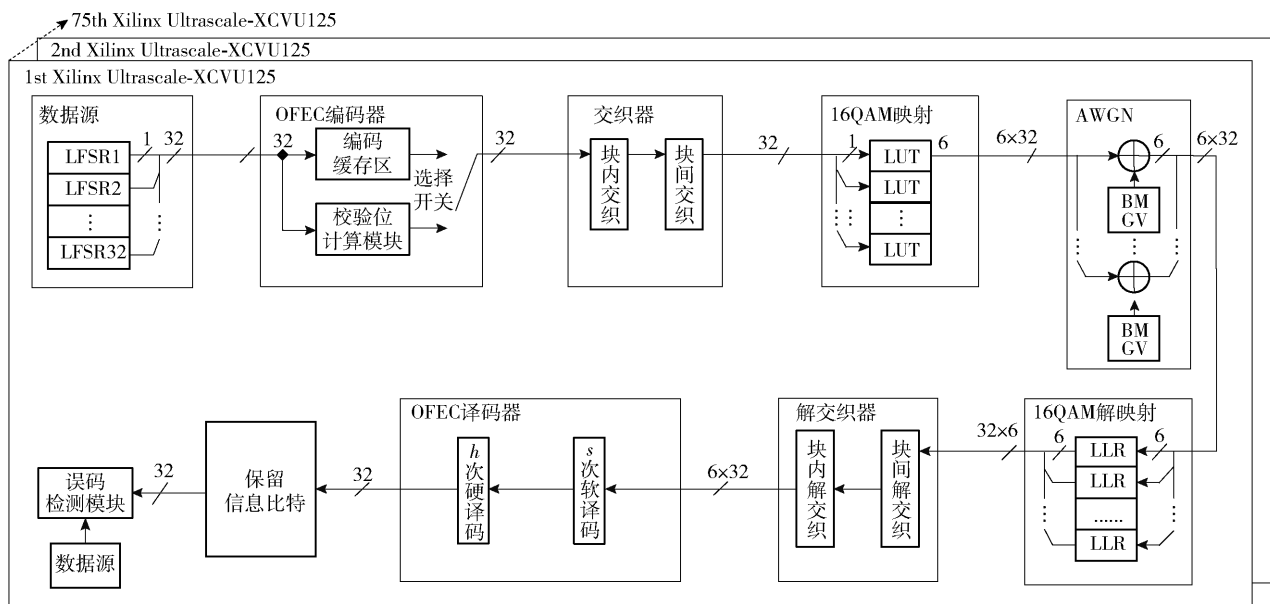 75th Xilinx Ultrascale-XCVU125
2nd Xilinx Ultrascale-XCVU125
1st Xilinx Ultrascale-XCVU125
数据源
LFSR1
LFSR2
⋮
LFSR32
1
32
OFEC编码器
32
编码
缓存区
校验位
计算模块
选择
开关
32
交织器
块内交织
块间交织
32
16QAM映射
1
LUT
LUT
⋮
LUT
6
6×32
AWGN
6
BM
GV
BM
GV
6×32
16QAM解映射
6
LLR
LLR
......
LLR
6
32×6
解交织器
块间解交织
块内解交织
6×32
OFEC译码器
s次软译码
h次硬译码
32
保留
信息比特
32
误码
检测模块
数据源